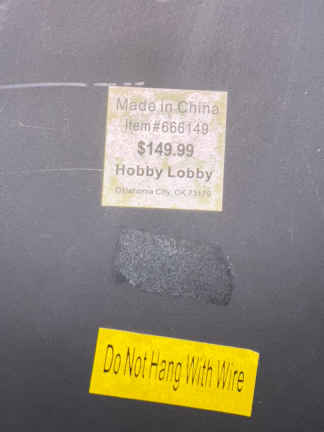 Made in China
Item#666149
$149.99
Hobby Lobby
Oklahoma City, OK 73179
Do Not Hang With Wire